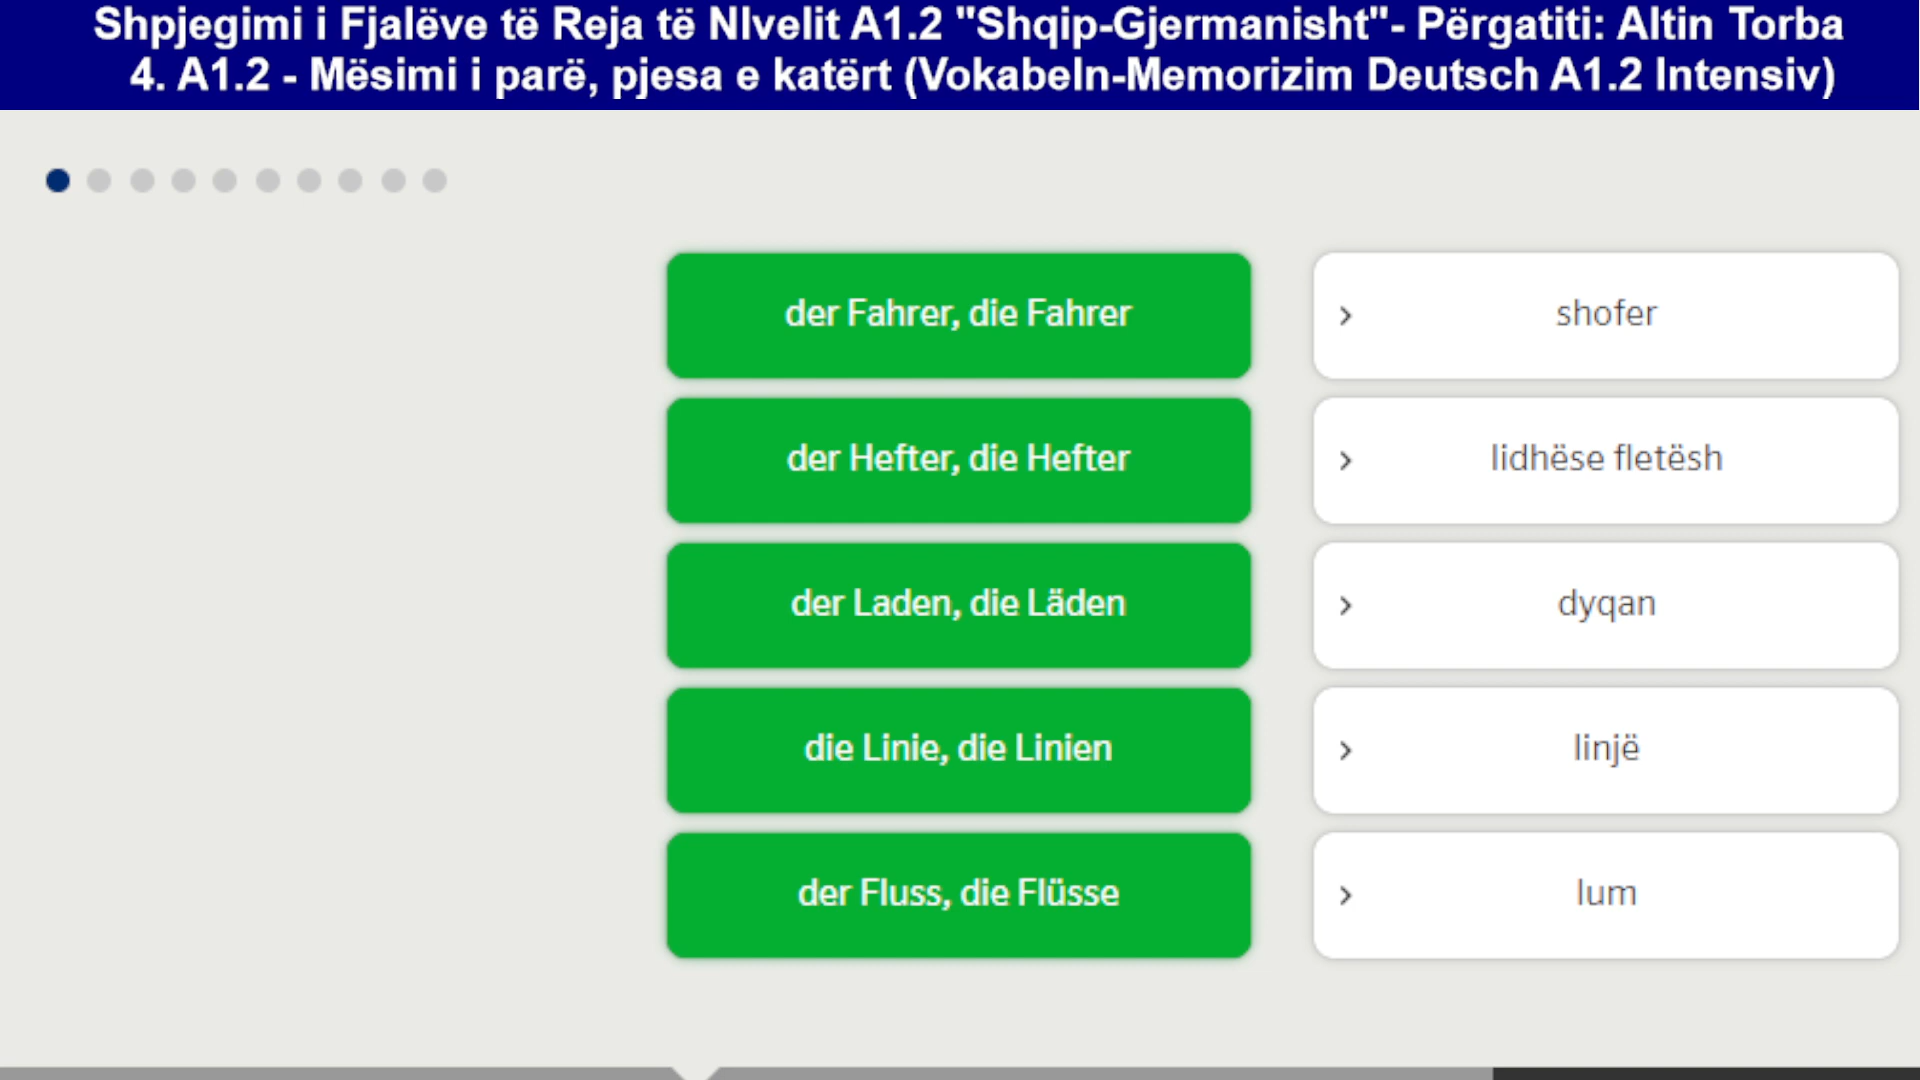 Shpjegimi i Fjalëve të Reja të NIvelit A1.2 "Shqip-Gjermanisht"- Përgatiti: Altin Torba
4. A1.2 - Mësimi i parë, pjesa e katërt (Vokabeln-Memorizim Deutsch A1.2 Intensiv)
der Fahrer, die Fahrer
shofer
der Hefter, die Hefter
lidhëse fletësh
der Laden, die Läden
dyqan
die Linie, die Linien
linjë
der Fluss, die Flüsse
lum